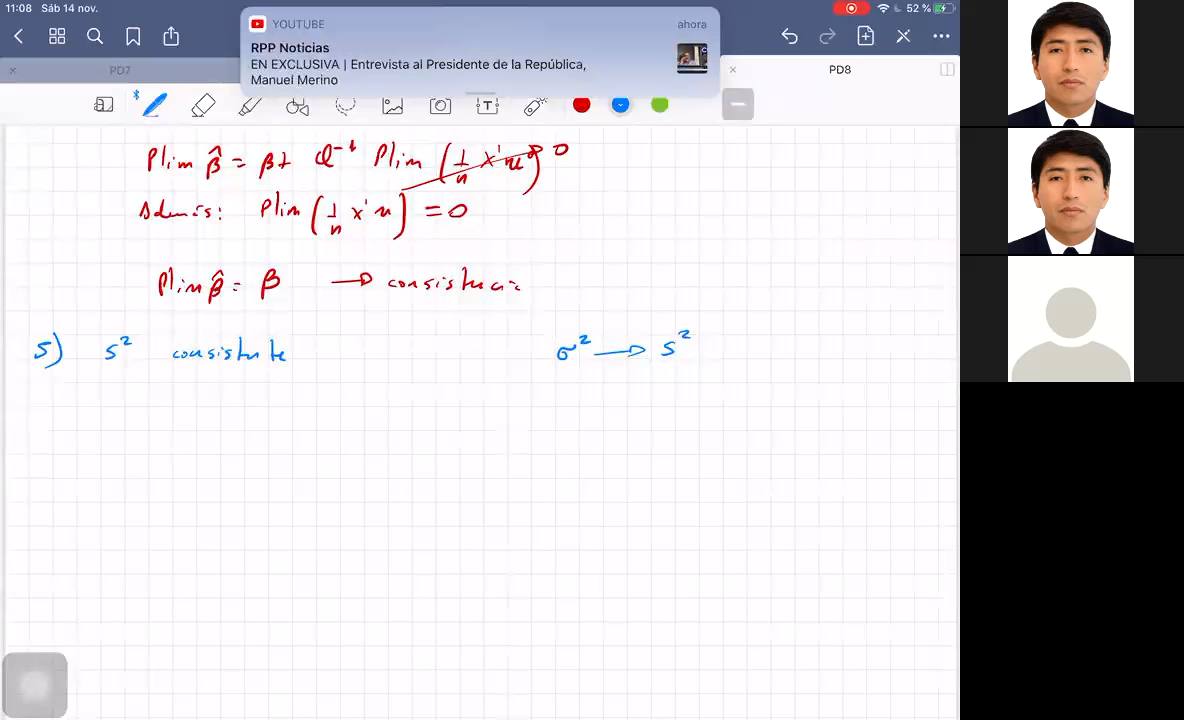 11:08 Sáb 14 nov.
52 %
YOUTUBE
ahora
RPP Noticias
EN EXCLUSIVA | Entrevista al Presidente de la República,
Manuel Merino
PD7
PD8
Plim β̂ = β + Q⁻¹ Plim (1/n X'u) 0
Además: Plim (1/n X'u) = 0
Plim β̂ = β → consistencia
5) s² consistente σ² → s²